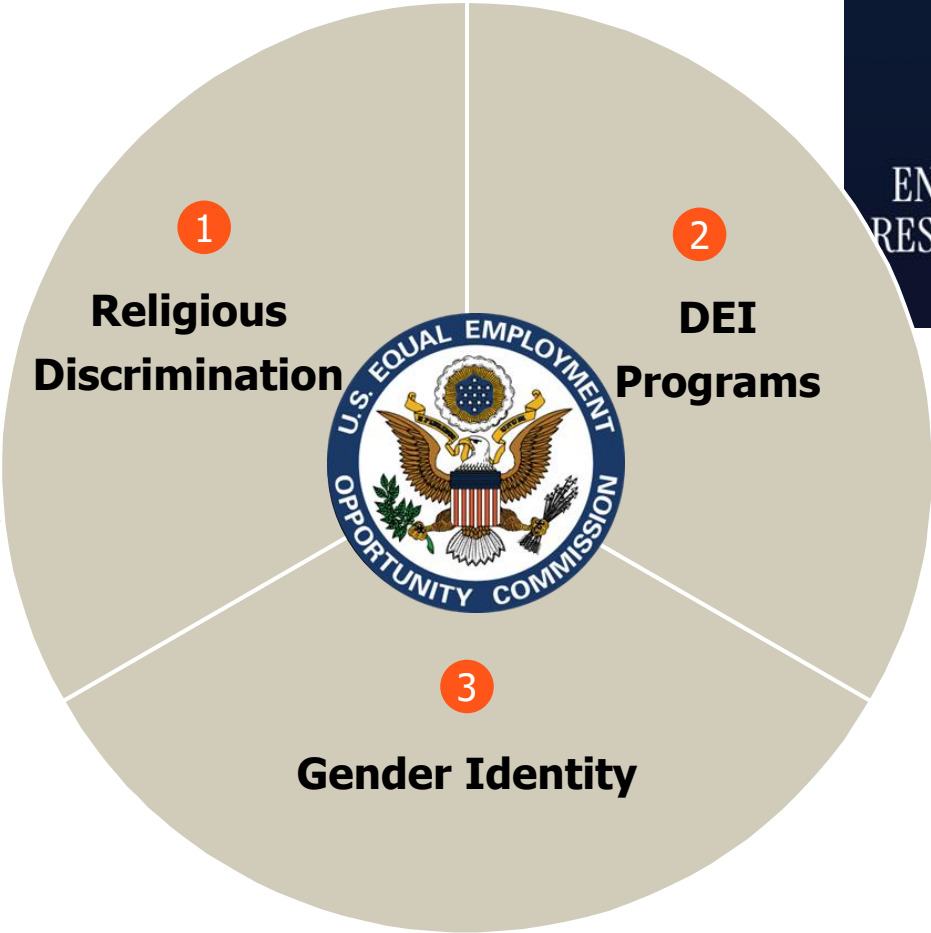 1
Religious
Discrimination
2
DEI
Programs
U.S. EQUAL EMPLOYMENT
OPPORTUNITY COMMISSION
3
Gender Identity